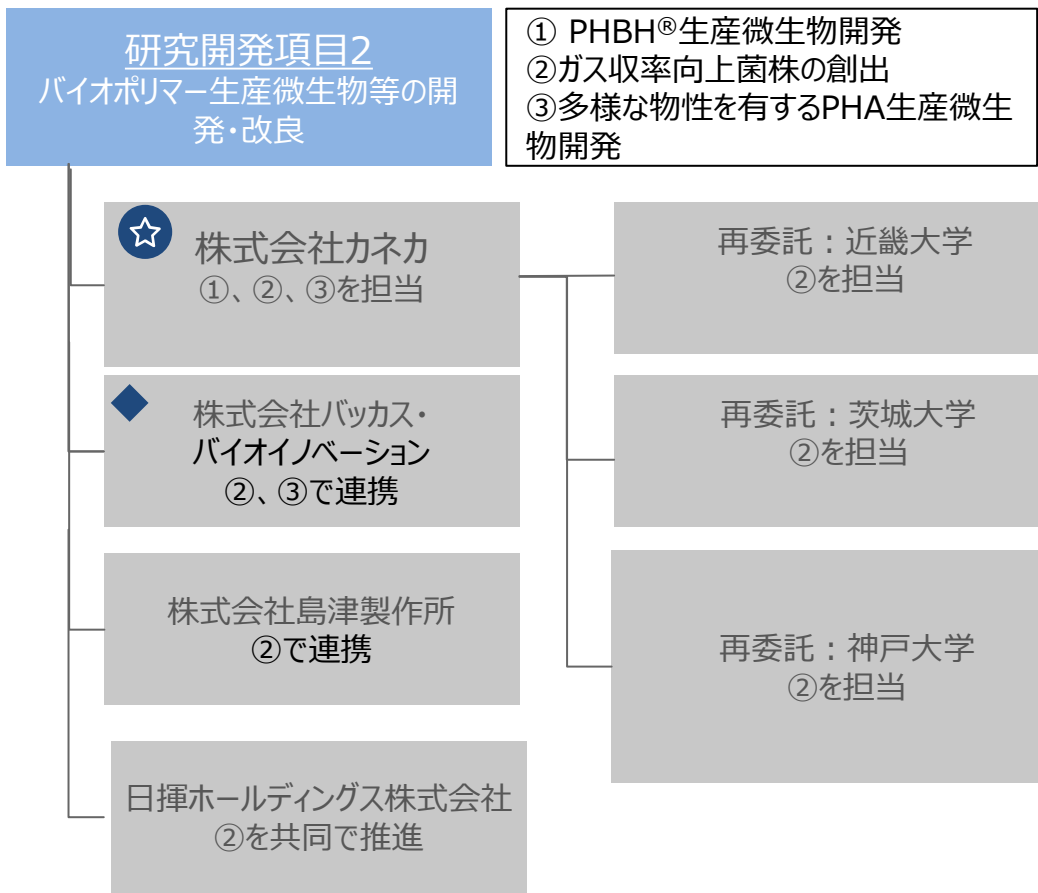 研究開発項目2
バイオポリマー生産微生物等の開
発・改良
① PHBH®生産微生物開発
②ガス収率向上菌株の創出
③多様な物性を有するPHA生産微生
物開発
株式会社カネカ
①、②、③を担当
再委託：近畿大学
②を担当
株式会社バッカス・
バイオイノベーション
②、③で連携
再委託：茨城大学
②を担当
株式会社島津製作所
②で連携
再委託：神戸大学
②を担当
日揮ホールディングス株式会社
②を共同で推進